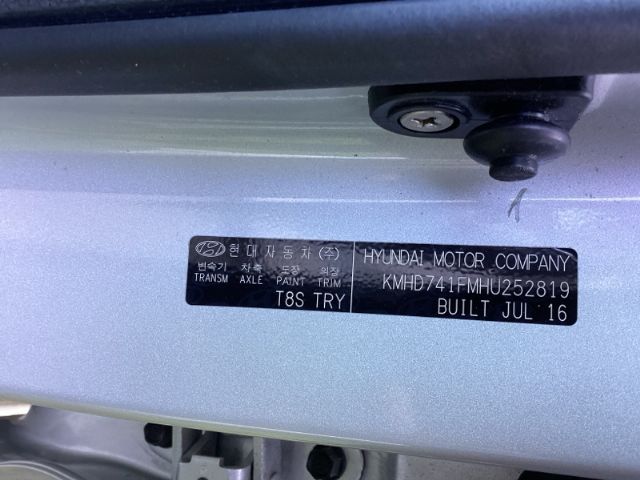 현대자동차(주)
변속기 차축 도장 의장
TRANSM AXLE PAINT TRIM
T8S TRY
HYUNDAI MOTOR COMPANY
KMHD741FMHU252819
BUILT JUL 16